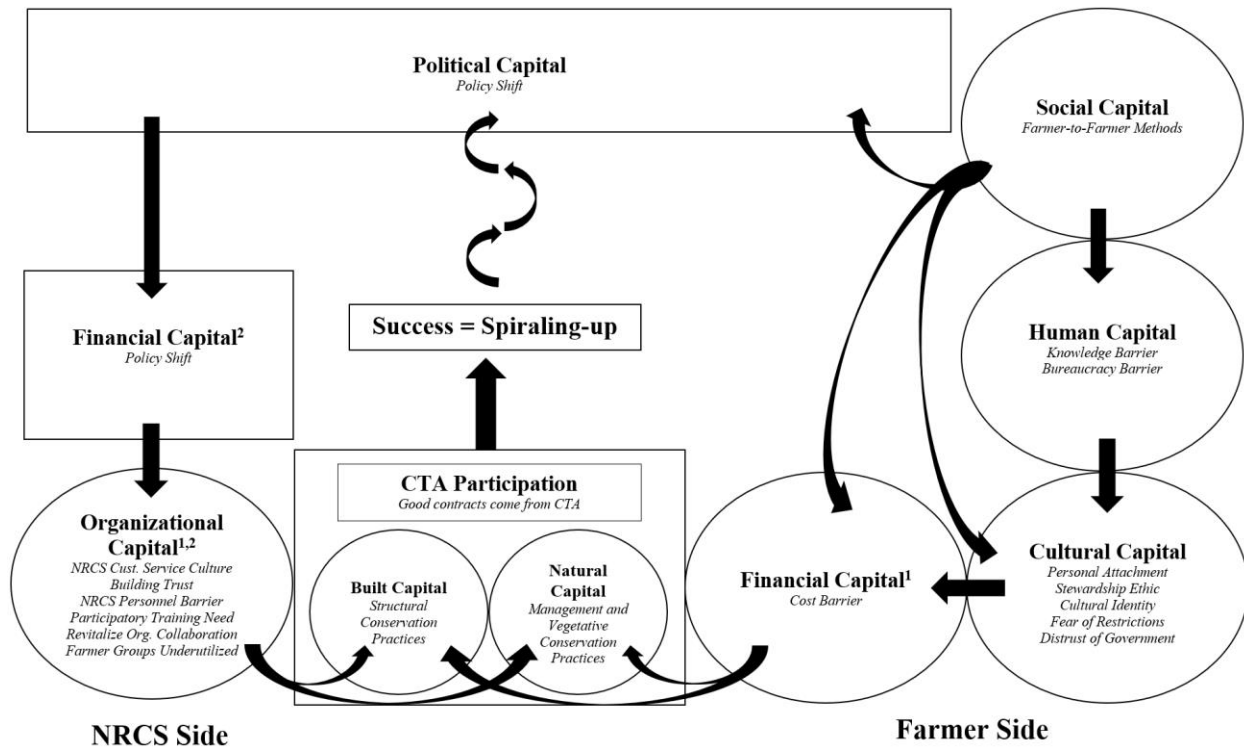 Political Capital
Policy Shift
Social Capital
Farmer-to-Farmer Methods
Financial Capital²
Policy Shift
Success = Spiraling-up
Human Capital
Knowledge Barrier
Bureaucracy Barrier
CTA Participation
Good contracts come from CTA
Organizational
Capital¹,²
NRCS Cust. Service Culture
Building Trust
NRCS Personnel Barrier
Participatory Training Need
Revitalize Org. Collaboration
Farmer Groups Underutilized
Built Capital
Structural
Conservation
Practices
Natural
Capital
Management and
Vegetative
Conservation
Practices
Financial Capital¹
Cost Barrier
Cultural Capital
Personal Attachment
Stewardship Ethic
Cultural Identity
Fear of Restrictions
Distrust of Government
NRCS Side
Farmer Side